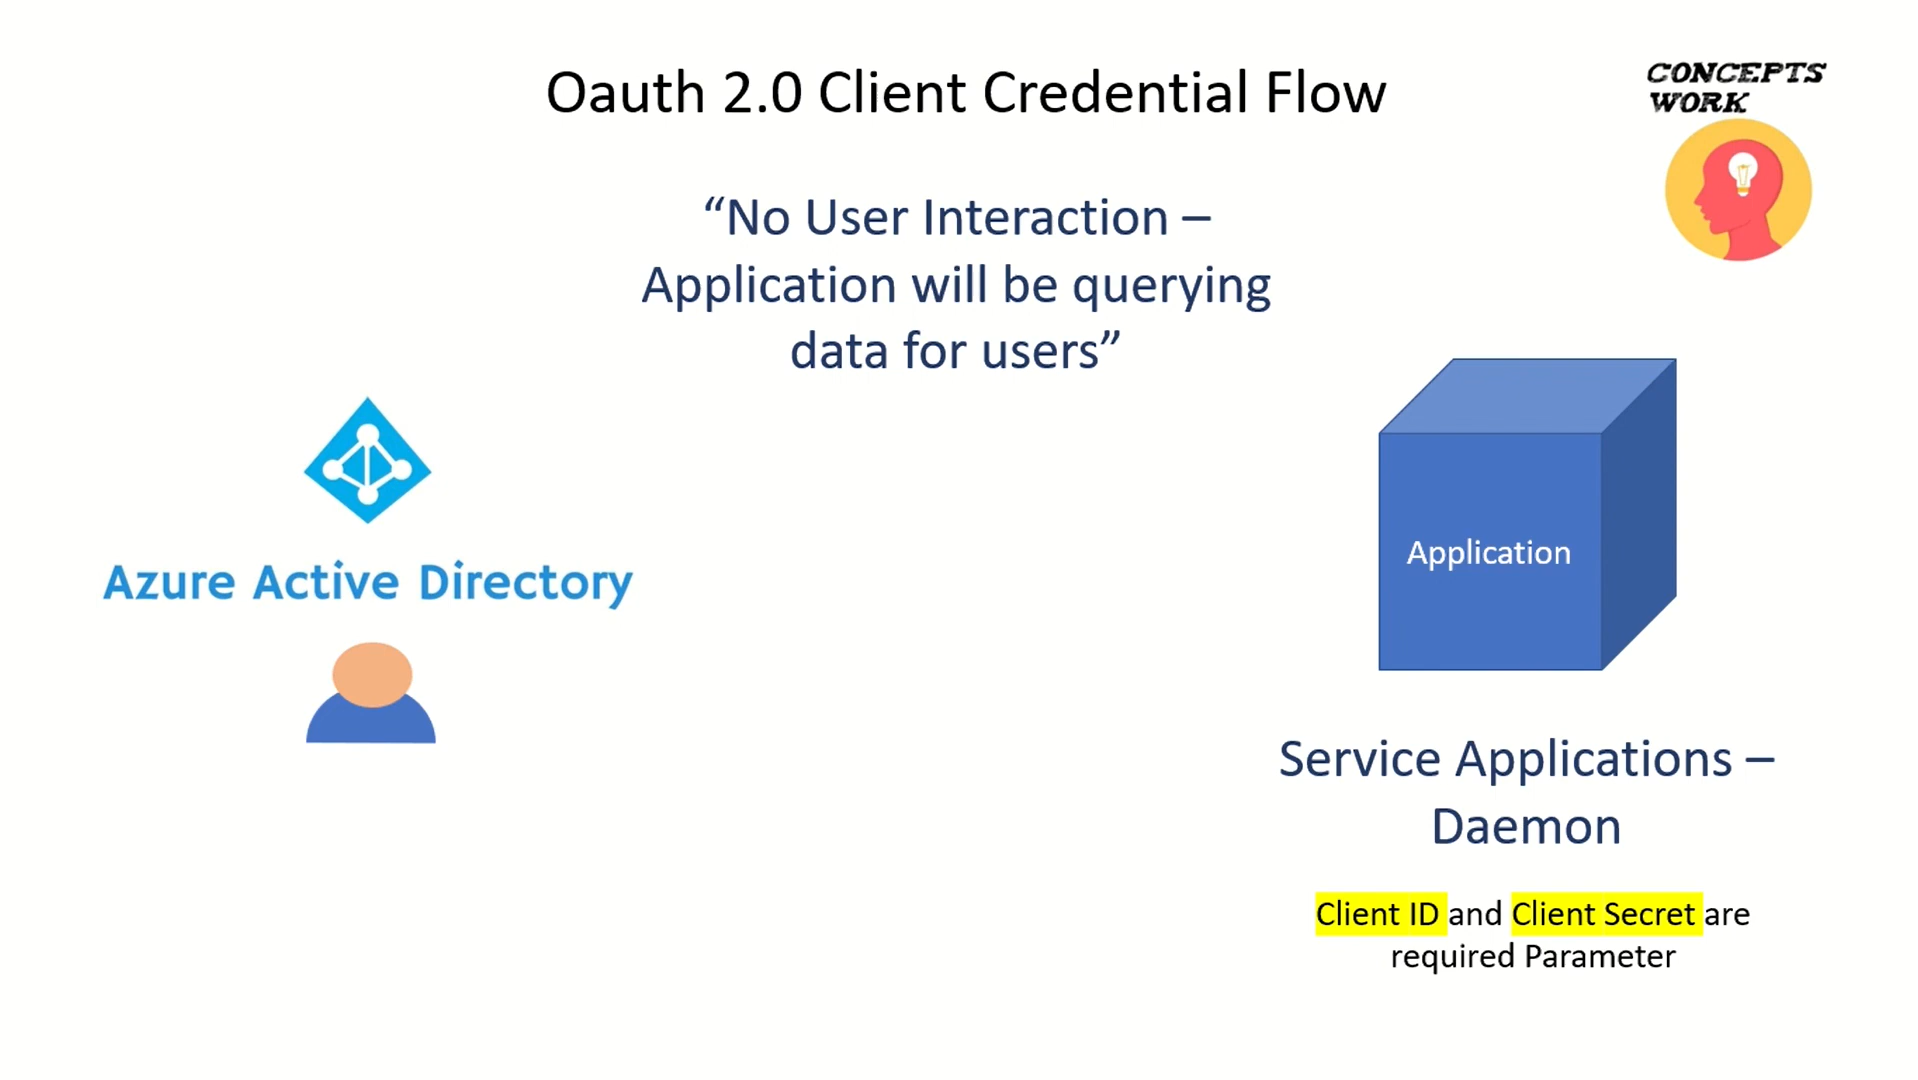 Oauth 2.0 Client Credential Flow
CONCEPTS
WORK
“No User Interaction –
Application will be querying
data for users”
Azure Active Directory
Application
Service Applications –
Daemon
Client ID and Client Secret are
required Parameter